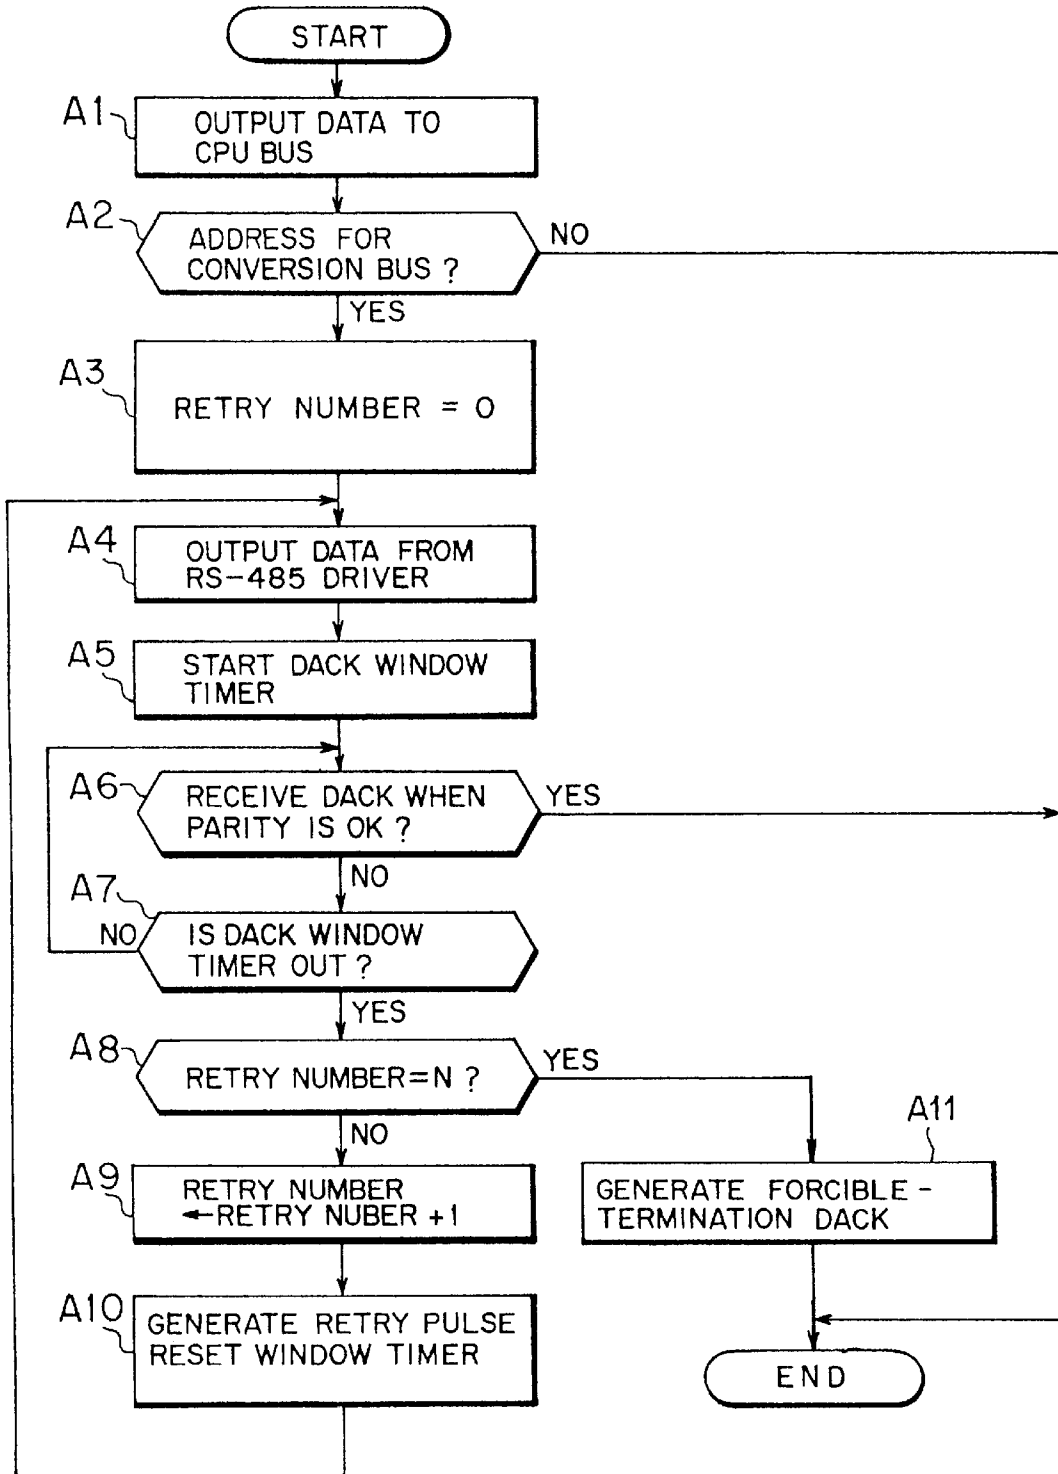 START
A1
OUTPUT DATA TO
CPU BUS
A2
ADDRESS FOR
CONVERSION BUS ?
NO
YES
A3
RETRY NUMBER = 0
A4
OUTPUT DATA FROM
RS-485 DRIVER
A5
START DACK WINDOW
TIMER
A6
RECEIVE DACK WHEN
PARITY IS OK ?
YES
NO
A7
NO
IS DACK WINDOW
TIMER OUT ?
YES
A8
RETRY NUMBER=N ?
YES
NO
A9
RETRY NUMBER
←RETRY NUBER +1
A10
GENERATE RETRY PULSE
RESET WINDOW TIMER
A11
GENERATE FORCIBLE-
TERMINATION DACK
END